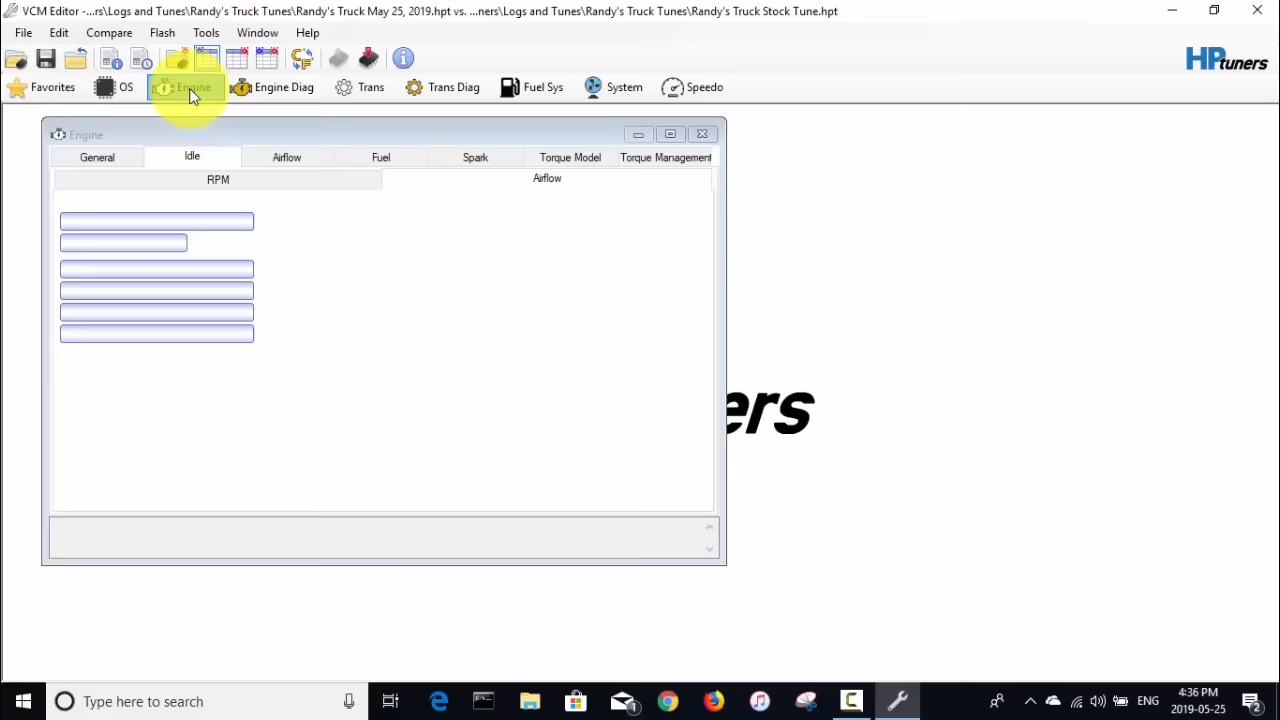 VCM Editor -...rs\Logs and Tunes\Randy's Truck Tunes\Randy's Truck May 25, 2019.hpt vs. ...ners\Logs and Tunes\Randy's Truck Tunes\Randy's Truck Stock Tune.hpt
File Edit Compare Flash Tools Window Help
HPtuners
Favorites OS Engine Engine Diag Trans Trans Diag Fuel Sys System Speedo
Engine
General Idle Airflow Fuel Spark Torque Model Torque Management
RPM Airflow
ers
Type here to search
1
ENG
4:36 PM
2019-05-25
2